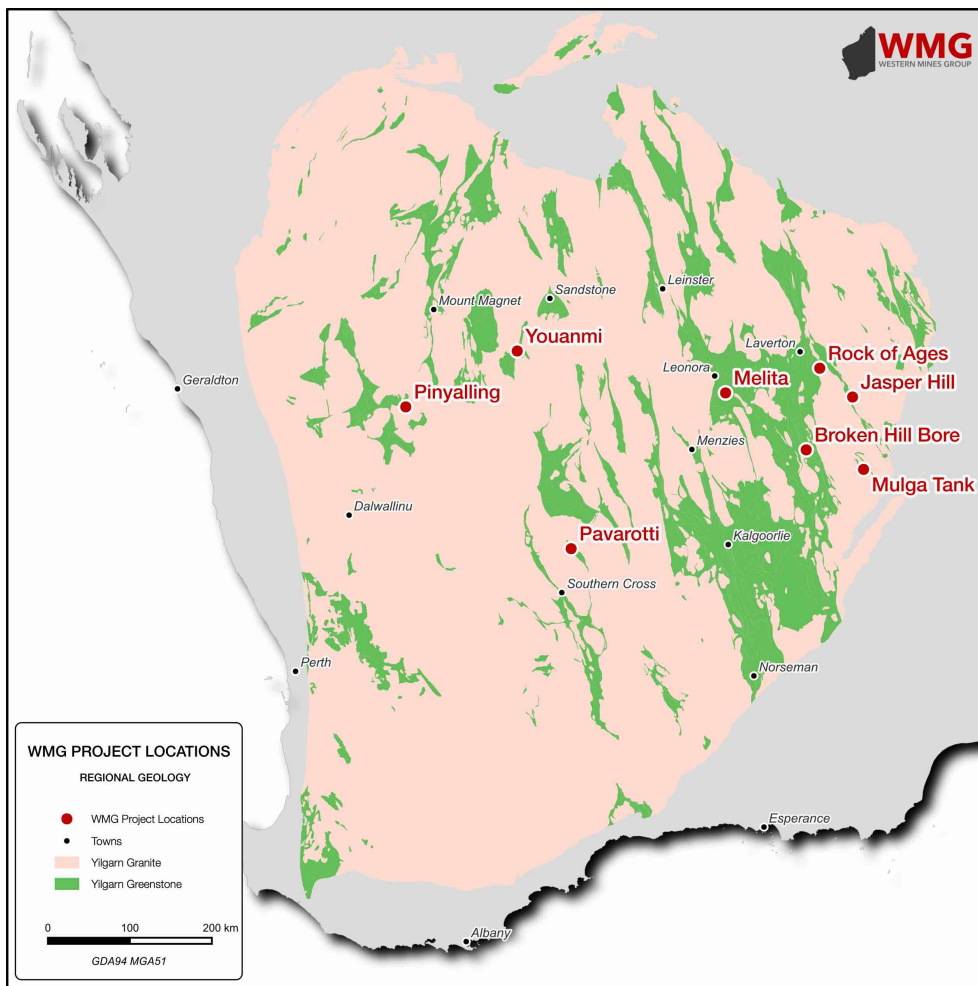 WMG
WESTERN MINES GROUP
Sandstone
Leinster
Mount Magnet
Youanmi
Laverton
Rock of Ages
Geraldton
Leonora
Melita
Jasper Hill
Pinyalling
Menzies
Broken Hill Bore
Mulga Tank
Dalwallinu
Pavarotti
Kalgoorlie
Southern Cross
Perth
Norseman
WMG PROJECT LOCATIONS
REGIONAL GEOLOGY
WMG Project Locations
Towns
Yilgarn Granite
Yilgarn Greenstone
0 100 200 km
GDA94 MGA51
Esperance
Albany